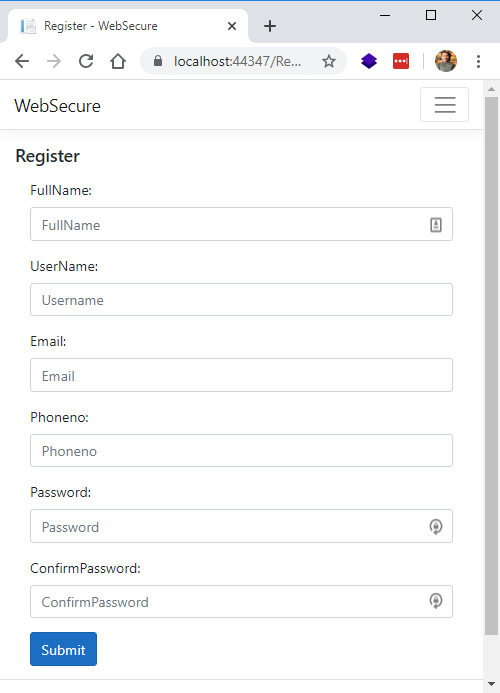 Register - WebSecure
localhost:44347/Re...
WebSecure
Register
FullName:
FullName
UserName:
Username
Email:
Email
Phoneno:
Phoneno
Password:
Password
ConfirmPassword:
ConfirmPassword
Submit